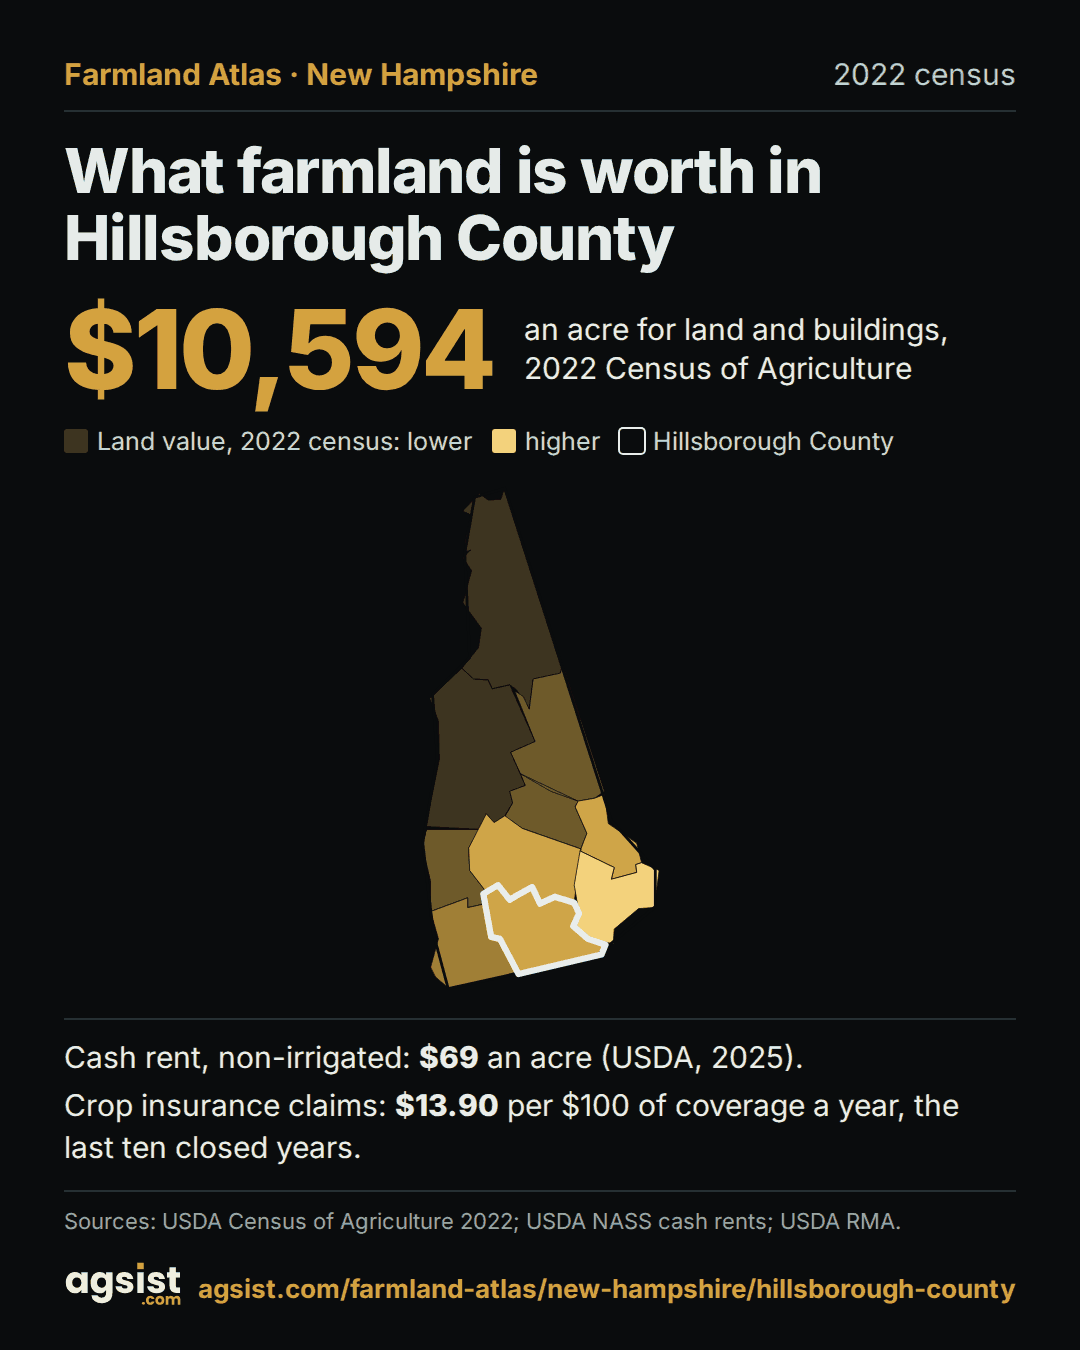 Farmland Atlas · New Hampshire
2022 census
What farmland is worth in
Hillsborough County
$10,594
an acre for land and buildings,
2022 Census of Agriculture
Land value, 2022 census: lower higher Hillsborough County
Cash rent, non-irrigated: $69 an acre (USDA, 2025).
Crop insurance claims: $13.90 per $100 of coverage a year, the
last ten closed years.
Sources: USDA Census of Agriculture 2022; USDA NASS cash rents; USDA RMA.
agsist
.com
agsist.com/farmland-atlas/new-hampshire/hillsborough-county